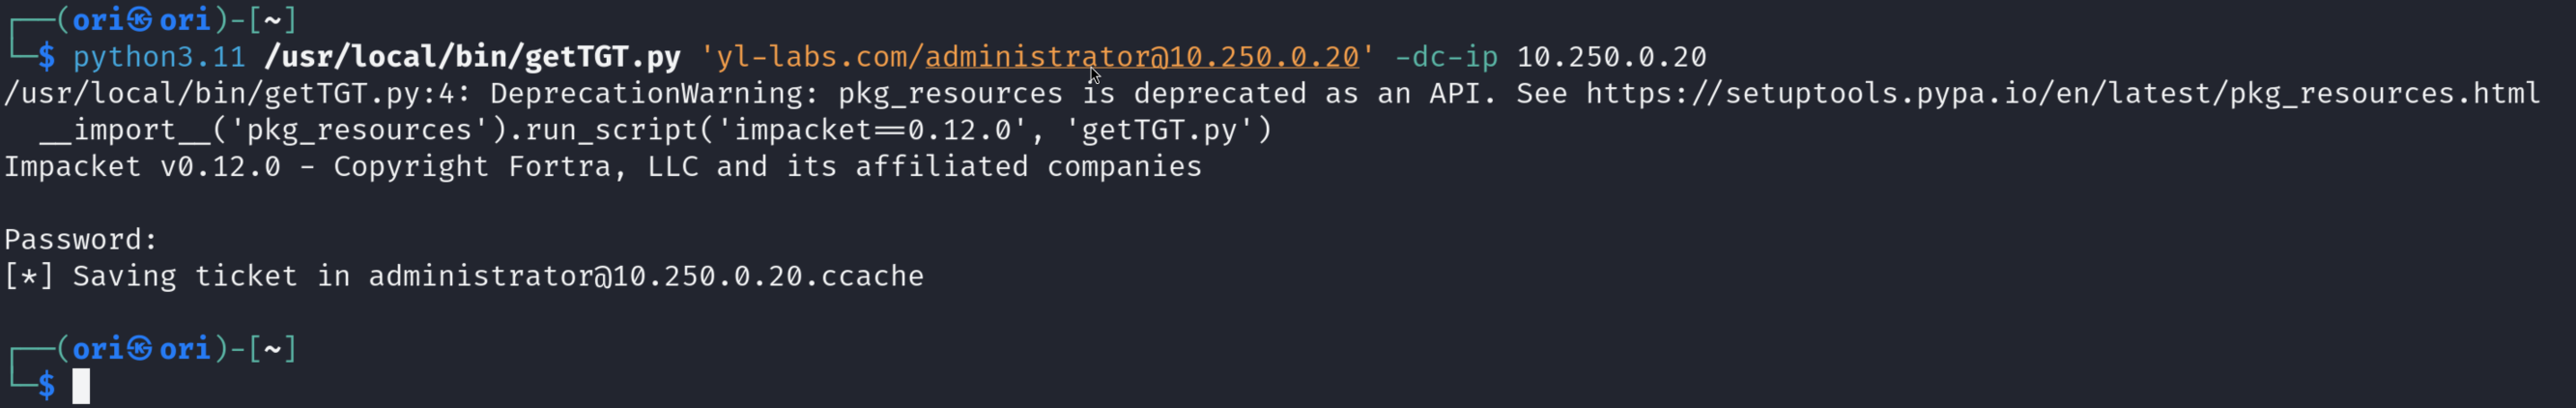 ┌──(ori㉿ori)-[~]
└─$ python3.11 /usr/local/bin/getTGT.py 'yl-labs.com/administrator@10.250.0.20' -dc-ip 10.250.0.20
/usr/local/bin/getTGT.py:4: DeprecationWarning: pkg_resources is deprecated as an API. See https://setuptools.pypa.io/en/latest/pkg_resources.html
  __import__('pkg_resources').run_script('impacket==0.12.0', 'getTGT.py')
Impacket v0.12.0 - Copyright Fortra, LLC and its affiliated companies
Password:
[*] Saving ticket in administrator@10.250.0.20.ccache
┌──(ori㉿ori)-[~]
└─$